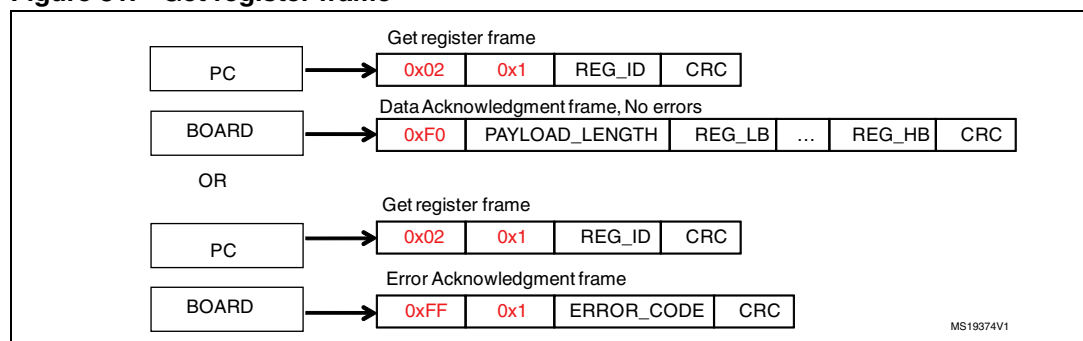 Get register frame
PC 0x02 0x1 REG_ID CRC
Data Acknowledgment frame, No errors
BOARD 0xF0 PAYLOAD_LENGTH REG_LB ... REG_HB CRC
OR
Get register frame
PC 0x02 0x1 REG_ID CRC
Error Acknowledgment frame
BOARD 0xFF 0x1 ERROR_CODE CRC
MS19374V1